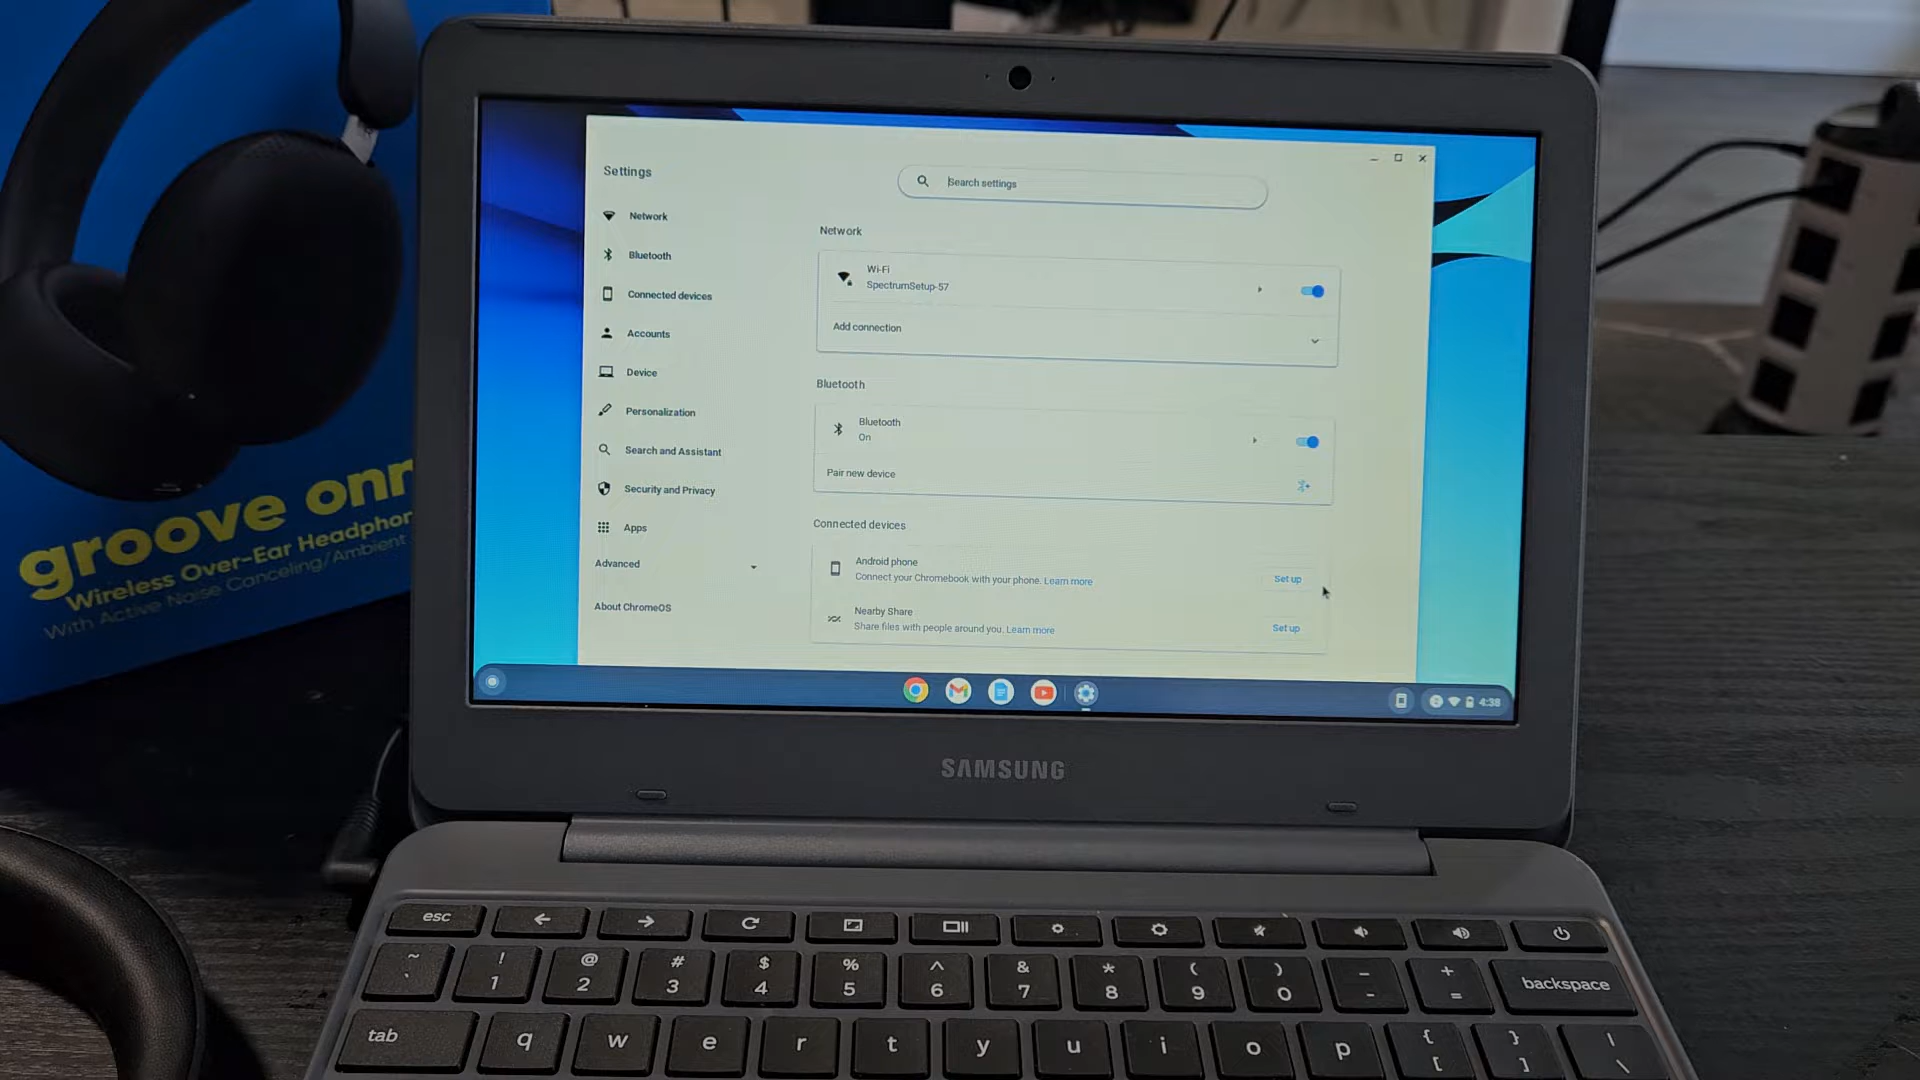 groove onn
Wireless Over-Ear Headphon
With Active Noise Canceling/Ambient
Settings
Search settings
Network
Bluetooth
Connected devices
Accounts
Device
Personalization
Search and Assistant
Security and Privacy
Apps
Advanced
About ChromeOS
Network
Wi-Fi
SpectrumSetup-57
Add connection
Bluetooth
Bluetooth
On
Pair new device
Connected devices
Android phone
Connect your Chromebook with your phone. Learn more
Set up
Nearby Share
Share files with people around you. Learn more
Set up
4:38
SAMSUNG
esc
~ ! @ # $ % ^ & * ( ) _ +
` 1 2 3 4 5 6 7 8 9 0 - = backspace
tab q w e r t y u i o p { [ } ] | \